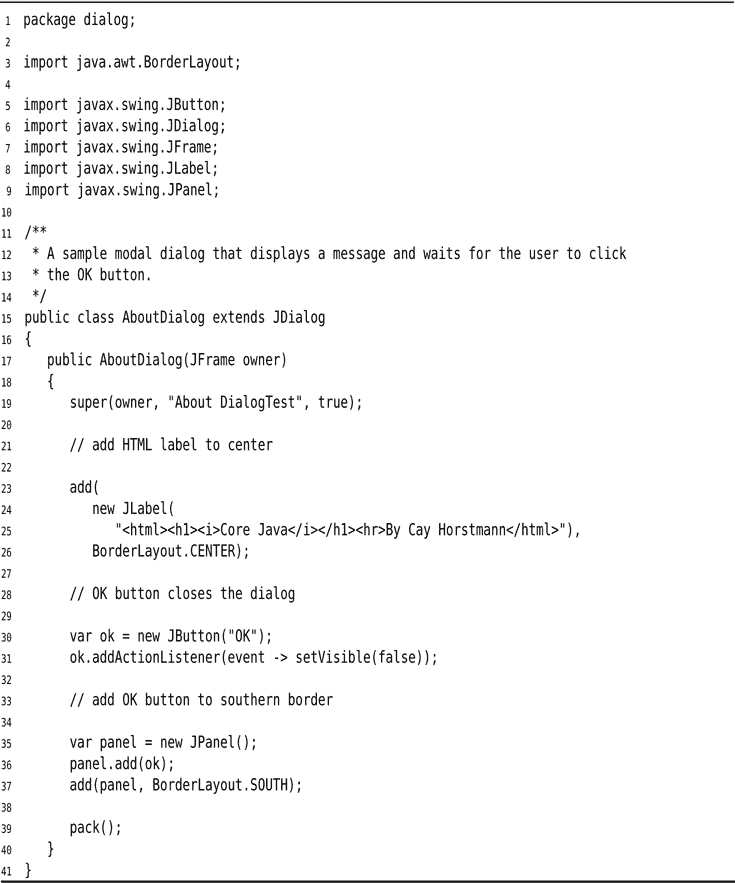 1 package dialog;
2
3 import java.awt.BorderLayout;
4
5 import javax.swing.JButton;
6 import javax.swing.JDialog;
7 import javax.swing.JFrame;
8 import javax.swing.JLabel;
9 import javax.swing.JPanel;
10
11 /**
12  * A sample modal dialog that displays a message and waits for the user to click
13  * the OK button.
14  */
15 public class AboutDialog extends JDialog
16 {
17    public AboutDialog(JFrame owner)
18    {
19       super(owner, "About DialogTest", true);
20
21       // add HTML label to center
22
23       add(
24          new JLabel(
25             "<html><h1><i>Core Java</i></h1><hr>By Cay Horstmann</html>"),
26          BorderLayout.CENTER);
27
28       // OK button closes the dialog
29
30       var ok = new JButton("OK");
31       ok.addActionListener(event -> setVisible(false));
32
33       // add OK button to southern border
34
35       var panel = new JPanel();
36       panel.add(ok);
37       add(panel, BorderLayout.SOUTH);
38
39       pack();
40    }
41 }